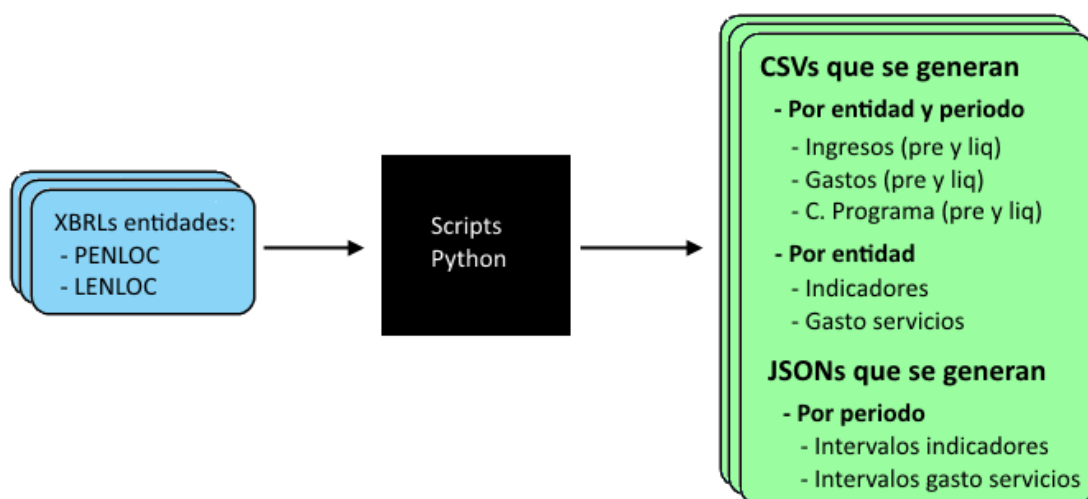 XBRLs entidades:
- PENLOC
- LENLOC
Scripts
Python
CSVs que se generan
- Por entidad y periodo
- Ingresos (pre y liq)
- Gastos (pre y liq)
- C. Programa (pre y liq)
- Por entidad
- Indicadores
- Gasto servicios
JSONs que se generan
- Por periodo
- Intervalos indicadores
- Intervalos gasto servicios